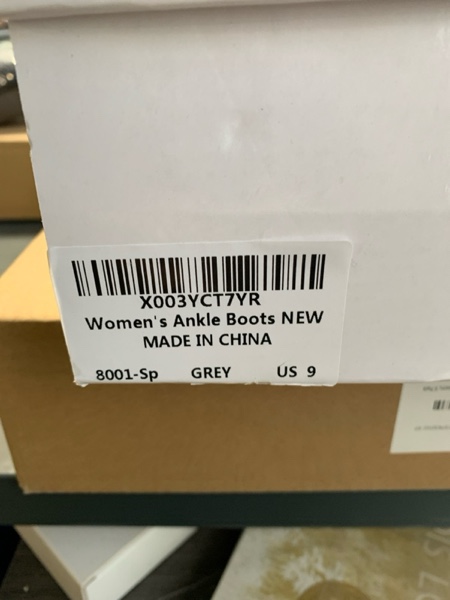 X003YCT7YR
Women's Ankle Boots NEW
MADE IN CHINA
8001-Sp GREY US 9